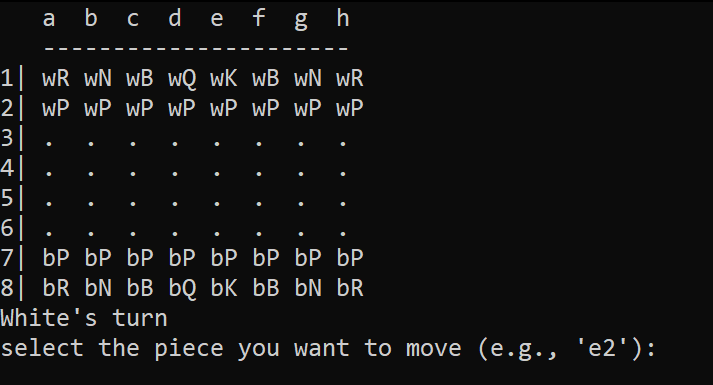 a  b  c  d  e  f  g  h
   ----------------------
1| wR wN wB wQ wK wB wN wR
2| wP wP wP wP wP wP wP wP
3| .  .  .  .  .  .  .  .
4| .  .  .  .  .  .  .  .
5| .  .  .  .  .  .  .  .
6| .  .  .  .  .  .  .  .
7| bP bP bP bP bP bP bP bP
8| bR bN bB bQ bK bB bN bR
White's turn
select the piece you want to move (e.g., 'e2'):